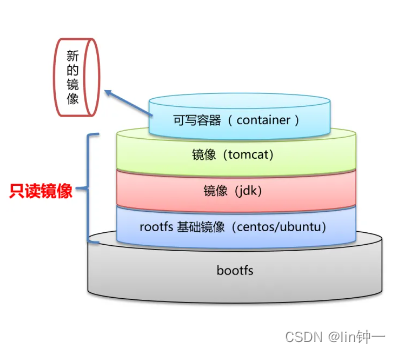 新
的
镜
像
可写容器（ container ）
镜像（tomcat）
镜像（jdk）
只读镜像
rootfs 基础镜像（centos/ubuntu）
bootfs
CSDN @lin钟一